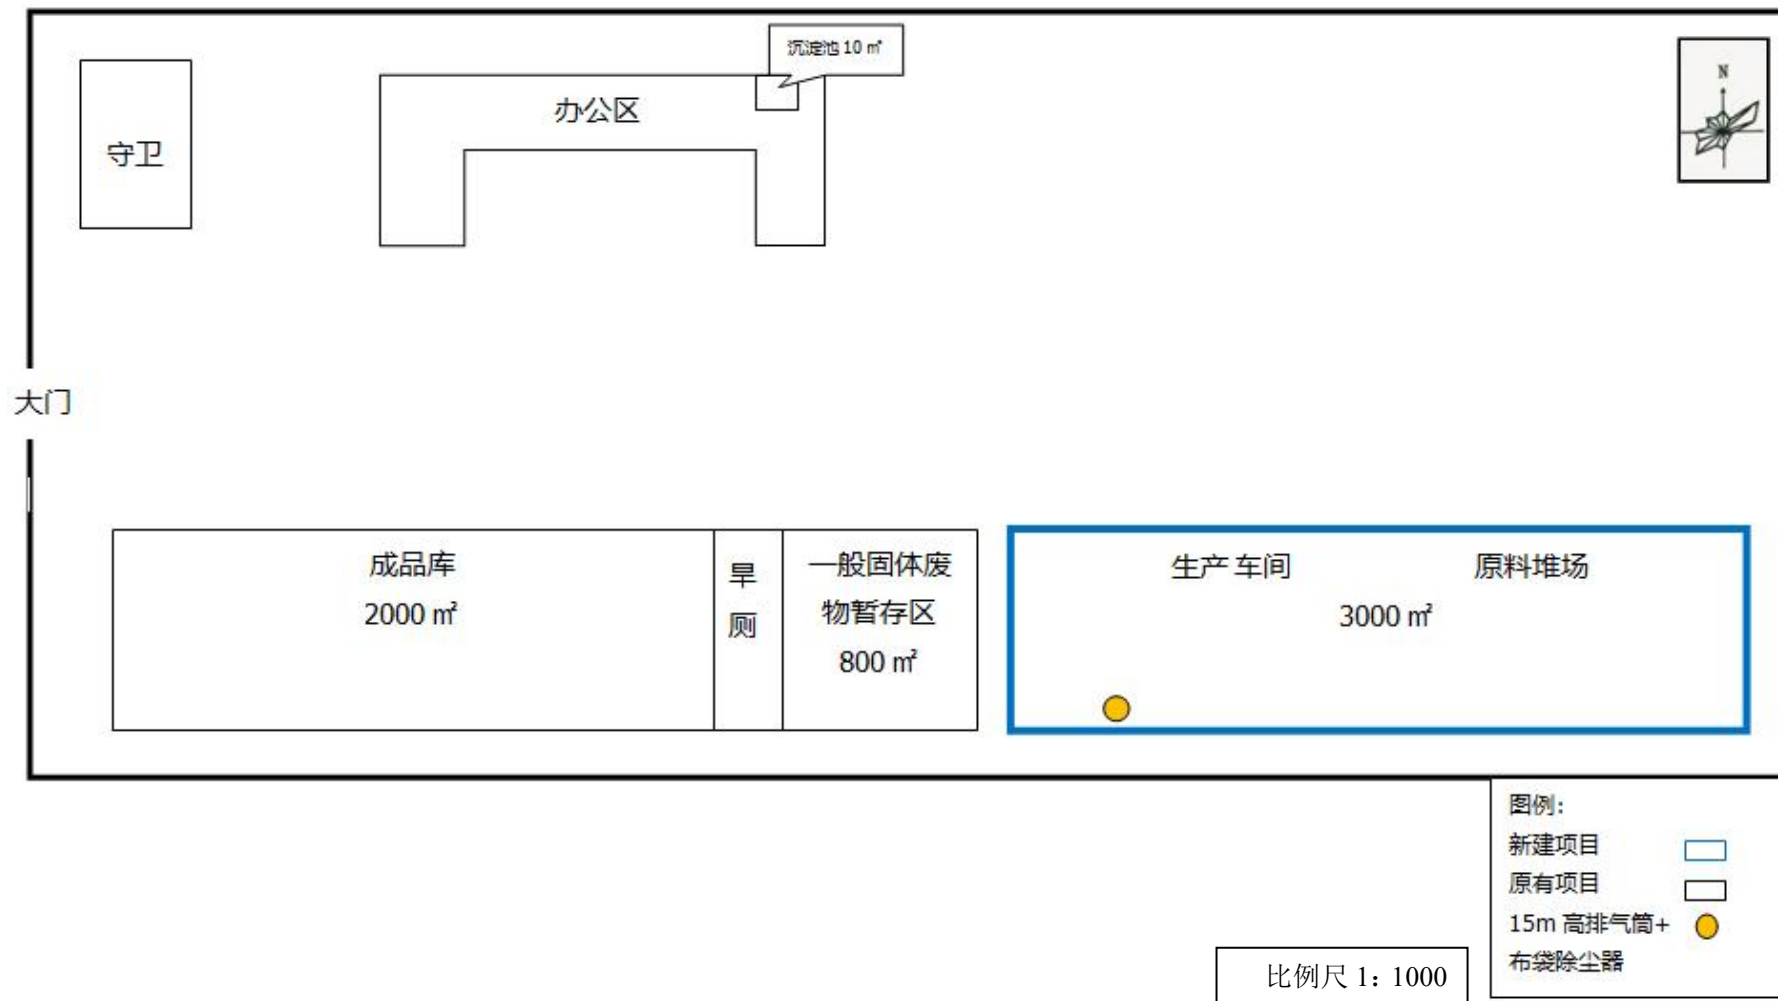 沉淀池 10 ㎡
N
办公区
守卫
大门
成品库
2000 ㎡
旱
厕
一般固体废
物暂存区
800 ㎡
生产 车间
原料堆场
3000 ㎡
图例：
新建项目
原有项目
15m 高排气筒+
布袋除尘器
比例尺 1：1000